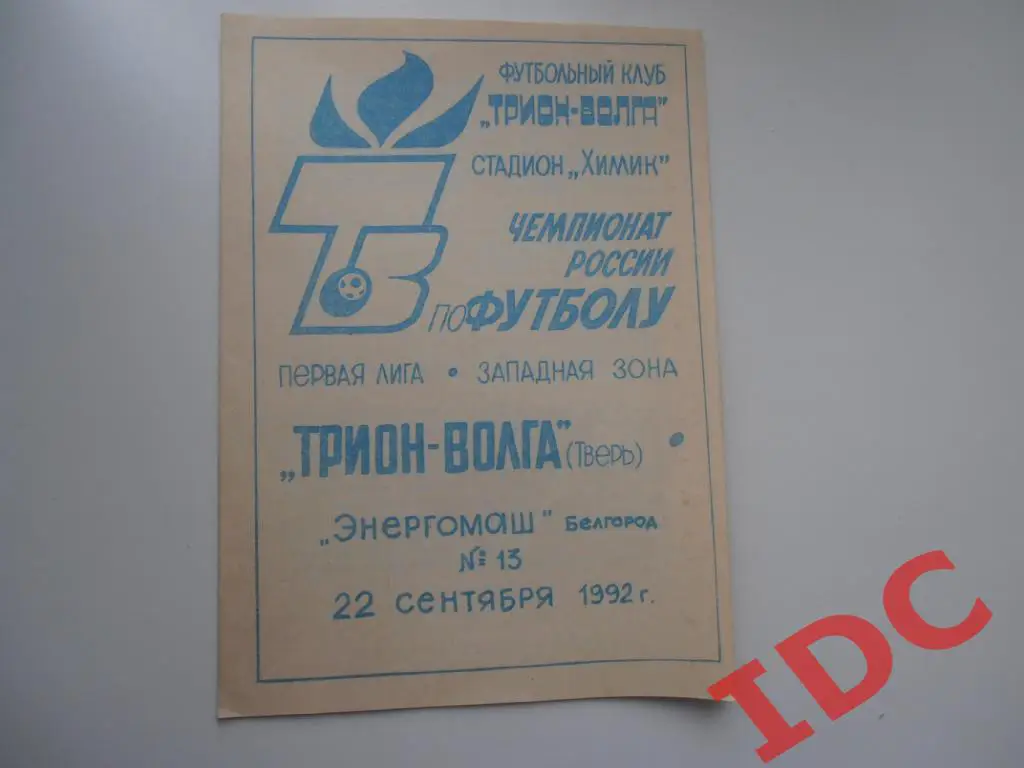 ФУТБОЛЬНЫЙ КЛУБ
„ТРИОН-ВОЛГА"
СТАДИОН „ХИМИК"
ЧЕМПИОНАТ
РОССИИ
ПО ФУТБОЛУ
ТВ
ПЕРВАЯ ЛИГА • ЗАПАДНАЯ ЗОНА
„ТРИОН-ВОЛГА" (ТВЕРЬ) •
„ЭНЕРГОМАШ" БЕЛГОРОД
№ 13
22 СЕНТЯБРЯ 1992 г.
IDC